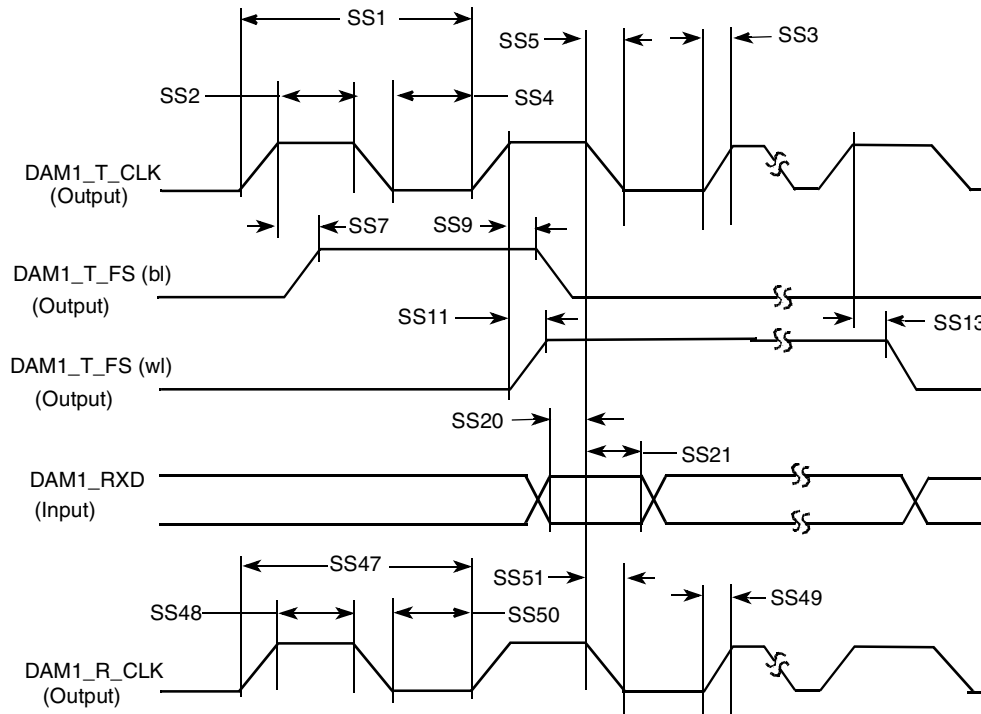 SS1
SS5
SS3
SS2
SS4
DAM1_T_CLK
(Output)
SS7
SS9
DAM1_T_FS (bl)
(Output)
SS11
SS13
DAM1_T_FS (wl)
(Output)
SS20
SS21
DAM1_RXD
(Input)
SS47
SS51
SS48
SS50
SS49
DAM1_R_CLK
(Output)